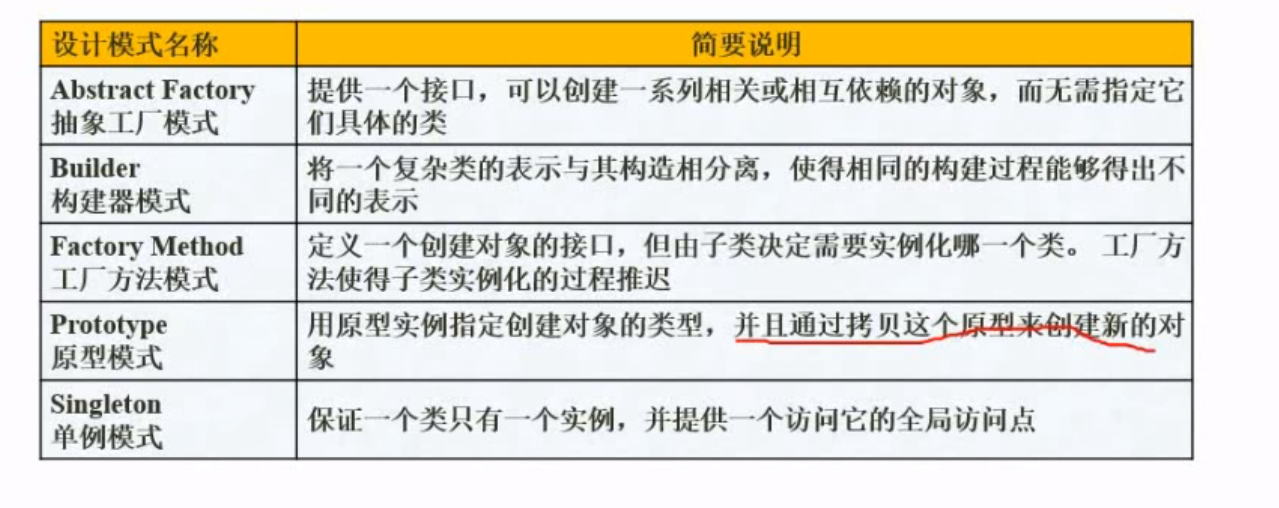 设计模式名称
简要说明
Abstract Factory
抽象工厂模式
提供一个接口，可以创建一系列相关或相互依赖的对象，而无需指定它
们具体的类
Builder
构建器模式
将一个复杂类的表示与其构造相分离，使得相同的构建过程能够得出不
同的表示
Factory Method
工厂方法模式
定义一个创建对象的接口，但由子类决定需要实例化哪一个类。 工厂方
法使得子类实例化的过程推迟
Prototype
原型模式
用原型实例指定创建对象的类型，并且通过拷贝这个原型来创建新的对
象
Singleton
单例模式
保证一个类只有一个实例，并提供一个访问它的全局访问点